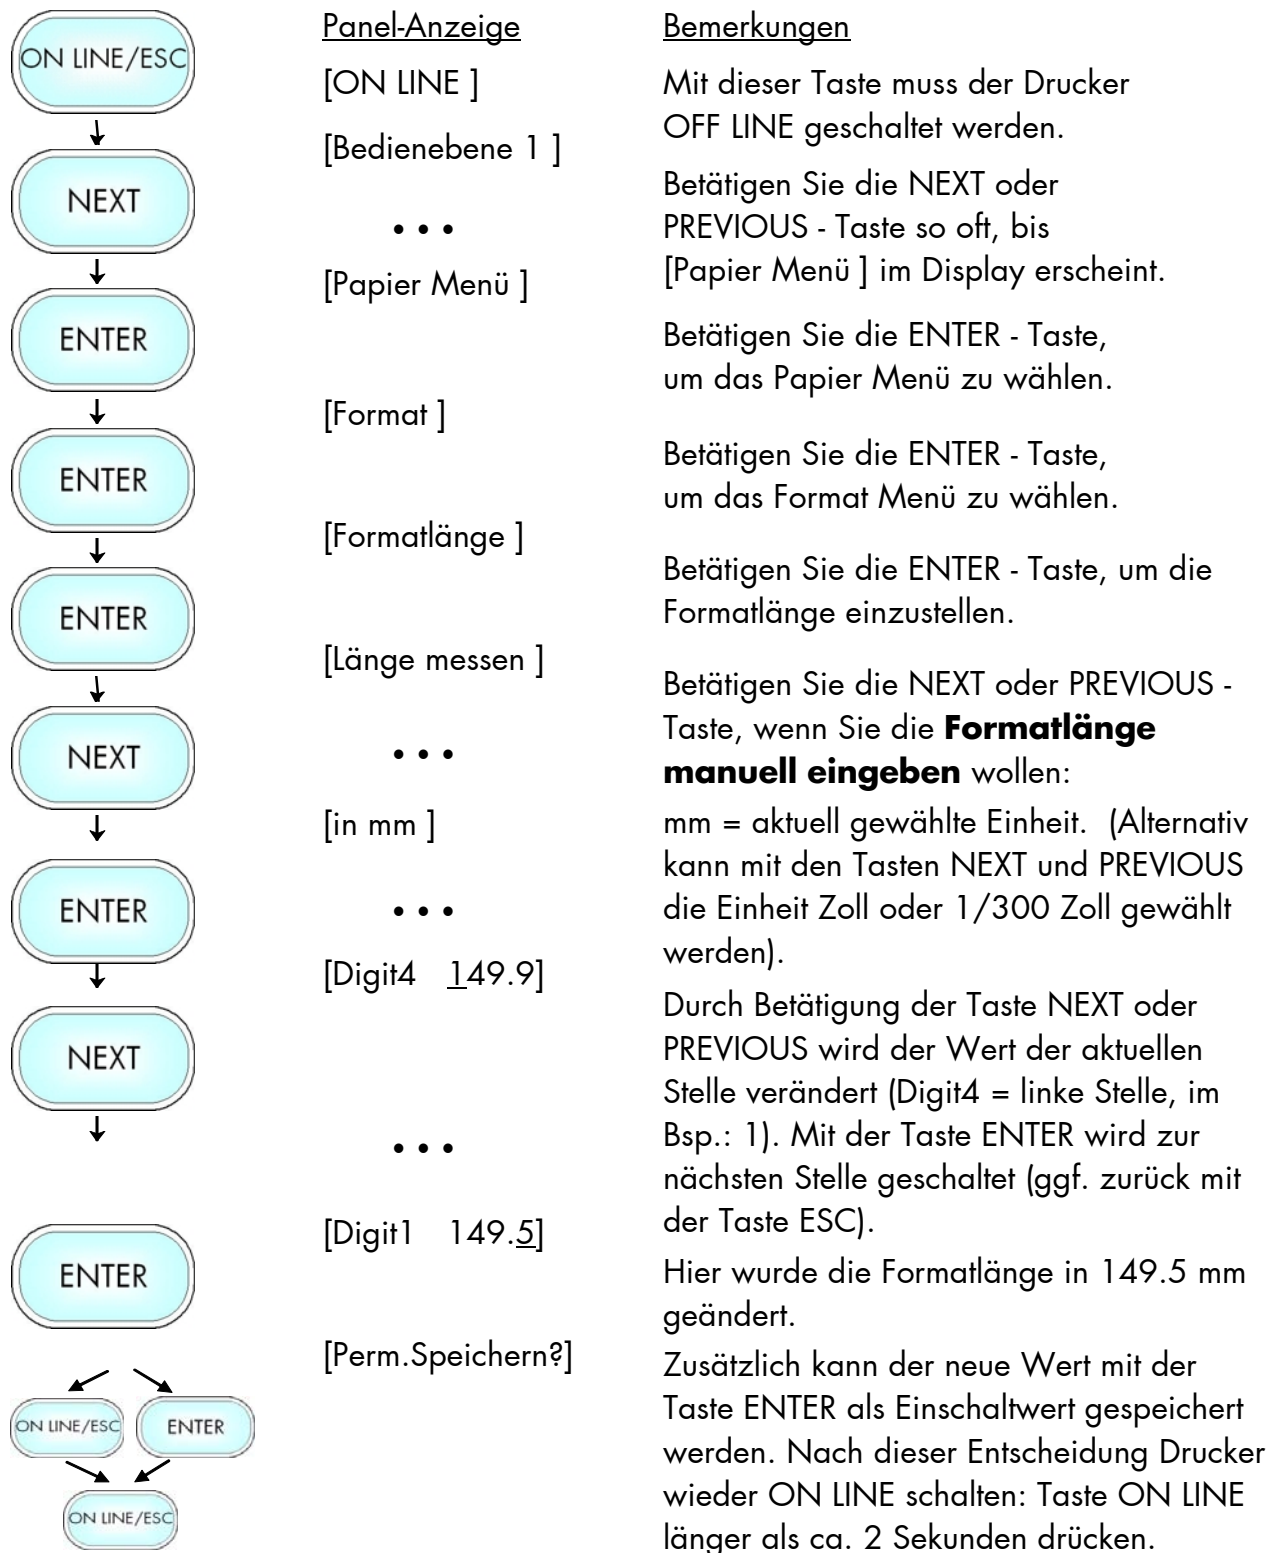 ON LINE/ESC
NEXT
ENTER
ENTER
ENTER
NEXT
ENTER
NEXT
ENTER
ON LINE/ESC
ENTER
ON LINE/ESC
Panel-Anzeige
[ON LINE ]
[Bedienebene 1 ]
• • •
[Papier Menü ]
[Format ]
[Formatlänge ]
[Länge messen ]
• • •
[in mm ]
• • •
[Digit4 149.9]
• • •
[Digit1 149.5]
[Perm.Speichern?]
Bemerkungen
Mit dieser Taste muss der Drucker
OFF LINE geschaltet werden.
Betätigen Sie die NEXT oder
PREVIOUS - Taste so oft, bis
[Papier Menü ] im Display erscheint.
Betätigen Sie die ENTER - Taste,
um das Papier Menü zu wählen.
Betätigen Sie die ENTER - Taste,
um das Format Menü zu wählen.
Betätigen Sie die ENTER - Taste, um die
Formatlänge einzustellen.
Betätigen Sie die NEXT oder PREVIOUS -
Taste, wenn Sie die Formatlänge
manuell eingeben wollen:
mm = aktuell gewählte Einheit. (Alternativ
kann mit den Tasten NEXT und PREVIOUS
die Einheit Zoll oder 1/300 Zoll gewählt
werden).
Durch Betätigung der Taste NEXT oder
PREVIOUS wird der Wert der aktuellen
Stelle verändert (Digit4 = linke Stelle, im
Bsp.: 1). Mit der Taste ENTER wird zur
nächsten Stelle geschaltet (ggf. zurück mit
der Taste ESC).
Hier wurde die Formatlänge in 149.5 mm
geändert.
Zusätzlich kann der neue Wert mit der
Taste ENTER als Einschaltwert gespeichert
werden. Nach dieser Entscheidung Drucker
wieder ON LINE schalten: Taste ON LINE
länger als ca. 2 Sekunden drücken.